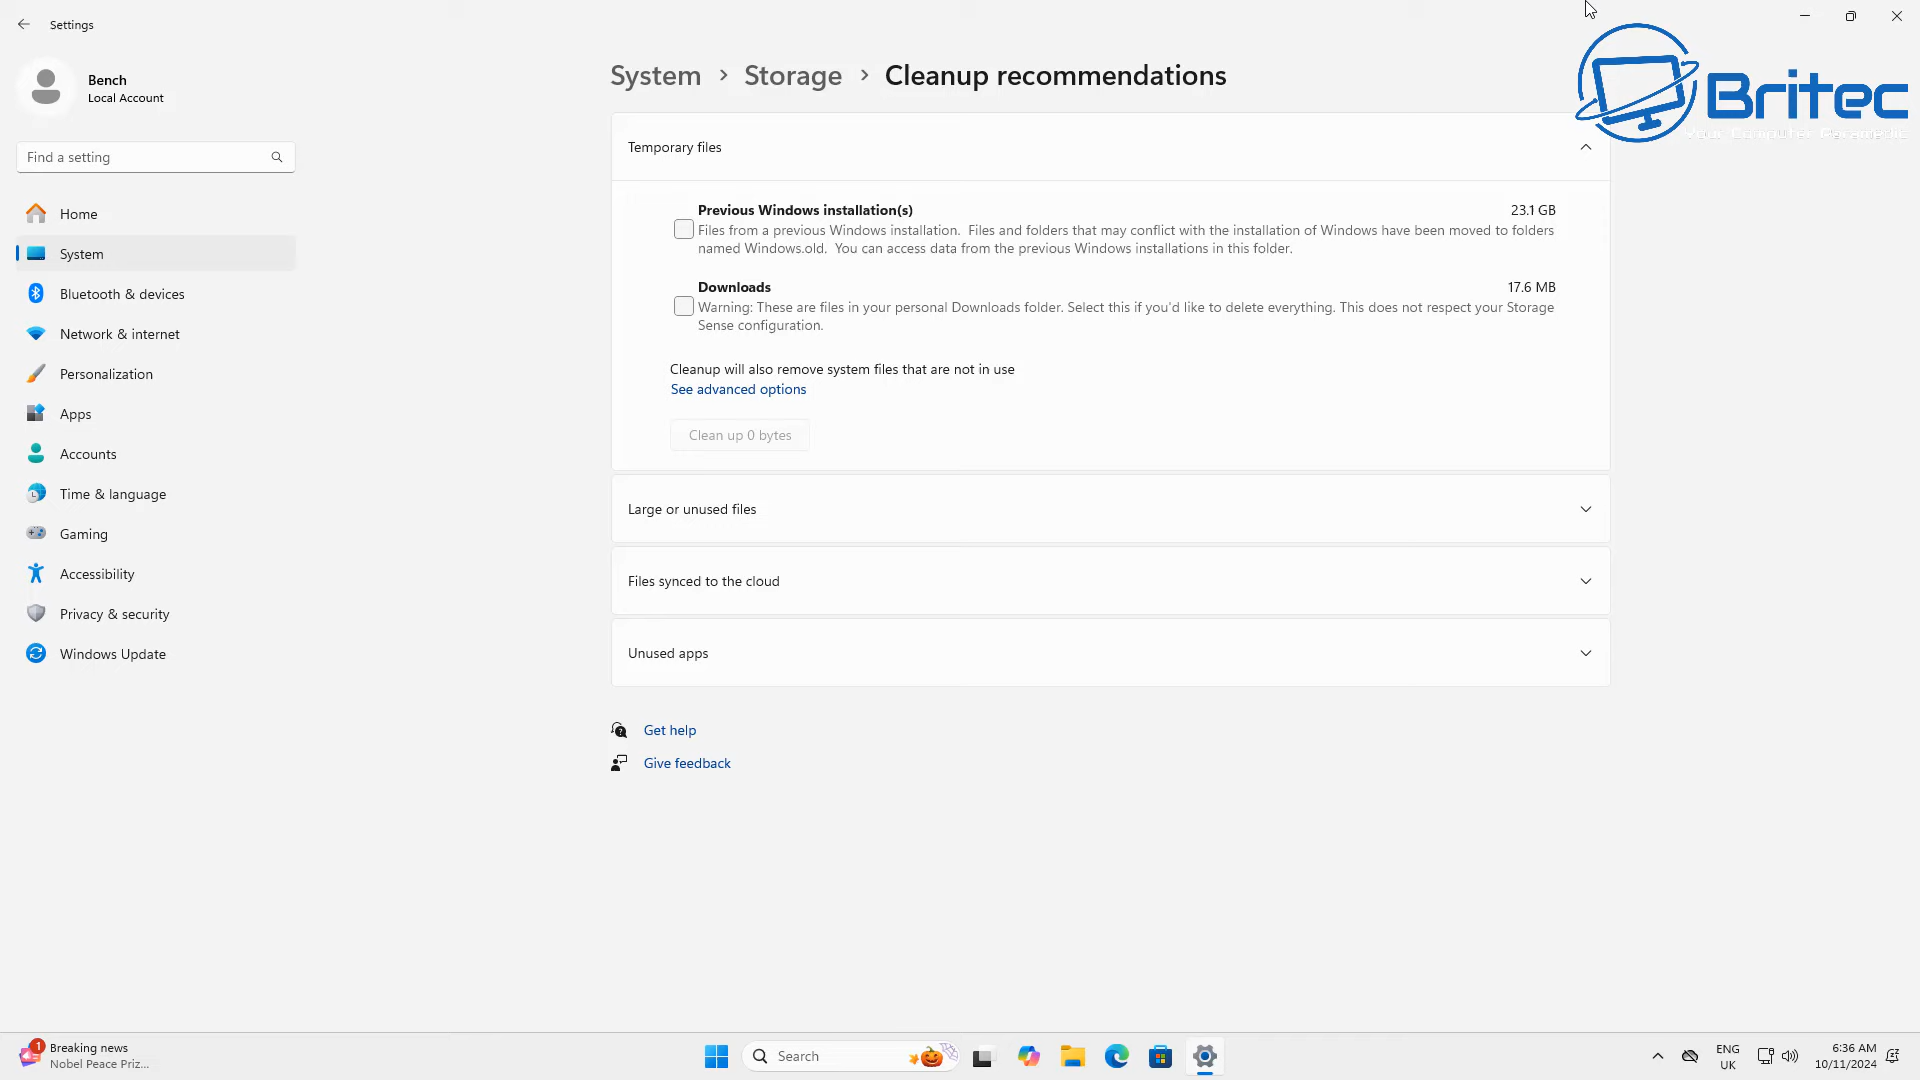 Settings
Bench
Local Account
Find a setting
Home
System
Bluetooth & devices
Network & internet
Personalization
Apps
Accounts
Time & language
Gaming
Accessibility
Privacy & security
Windows Update
System > Storage > Cleanup recommendations
Britec
Your Computer Paramedic
Temporary files
Previous Windows installation(s) 23.1 GB
Files from a previous Windows installation. Files and folders that may conflict with the installation of Windows have been moved to folders
named Windows.old. You can access data from the previous Windows installations in this folder.
Downloads 17.6 MB
Warning: These are files in your personal Downloads folder. Select this if you'd like to delete everything. This does not respect your Storage
Sense configuration.
Cleanup will also remove system files that are not in use
See advanced options
Clean up 0 bytes
Large or unused files
Files synced to the cloud
Unused apps
Get help
Give feedback
1
Breaking news
Nobel Peace Priz...
Search
ENG
UK
6:36 AM
10/11/2024